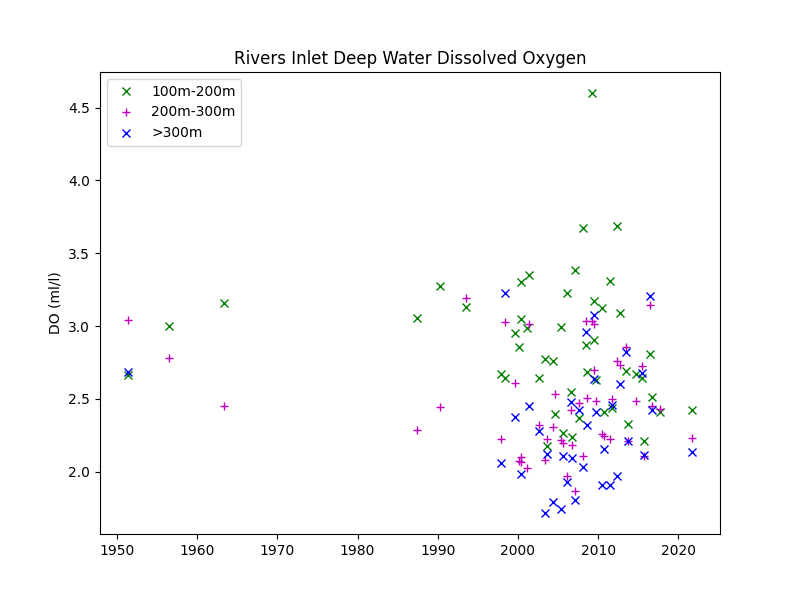 Rivers Inlet Deep Water Dissolved Oxygen
100m-200m
200m-300m
>300m
DO (ml/l)
4.5
4.0
3.5
3.0
2.5
2.0
1950 1960 1970 1980 1990 2000 2010 2020